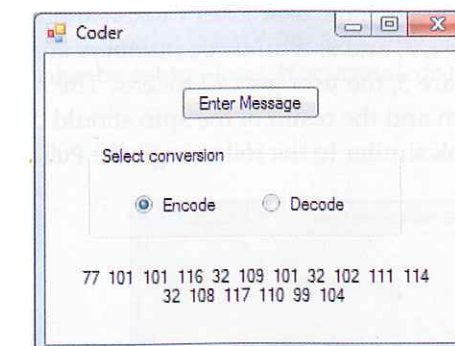 Coder
Enter Message
Select conversion
Encode
Decode
77 101 101 116 32 109 101 32 102 111 114
32 108 117 110 99 104